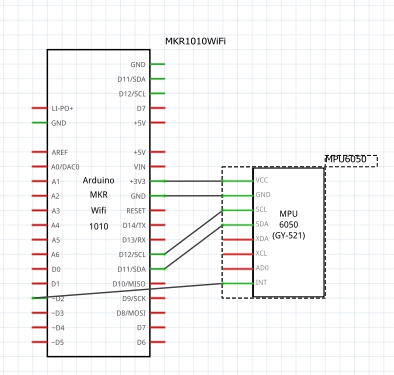 MKR1010WiFi
GND
D11/SDA
D12/SCL
LI-PO+
D7
GND
+5V
AREF
+5V
MPU6050
A0/DAC0
VIN
A1
Arduino
+3V3
VCC
A2
MKR
GND
GND
A3
Wifi
RESET
SCL
MPU
A4
1010
D14/TX
SDA
6050
A5
D13/RX
XDA
(GY-521)
A6
D12/SCL
XCL
D0
D11/SDA
AD0
D1
D10/MISO
INT
~D2
D9/SCK
~D3
D8/MOSI
~D4
D7
~D5
D6